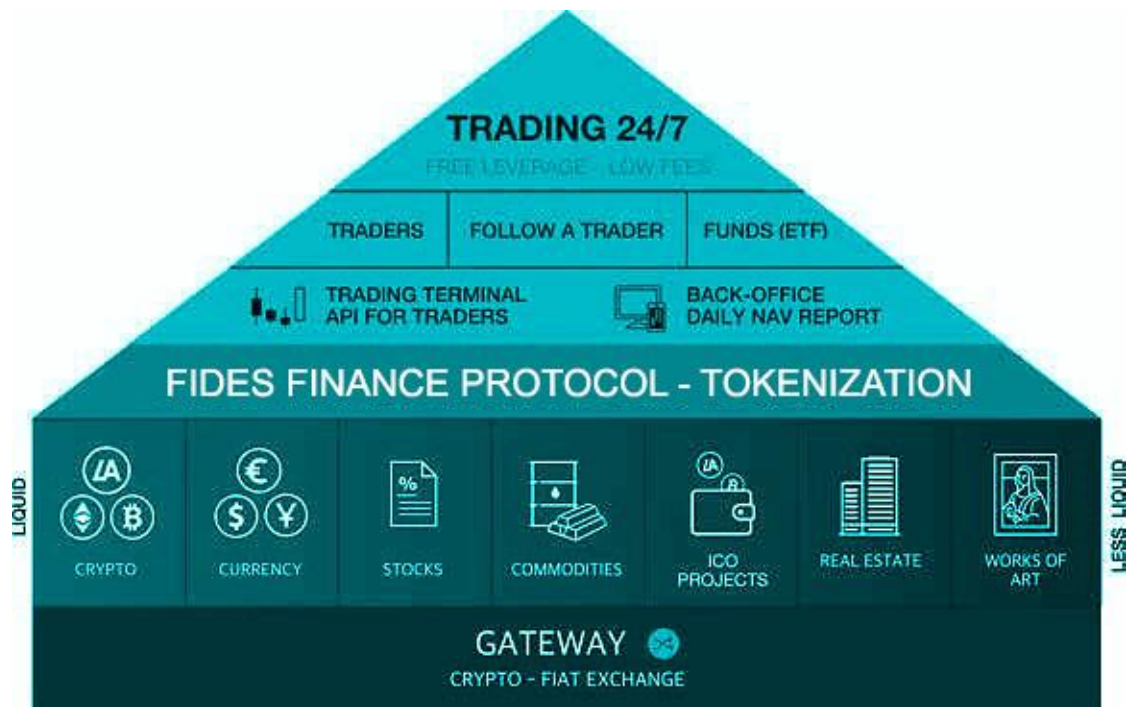 TRADING 24/7
FREE LEVERAGE - LOW FEES
TRADERS
FOLLOW A TRADER
FUNDS (ETF)
TRADING TERMINAL
API FOR TRADERS
BACK-OFFICE
DAILY NAV REPORT
FIDES FINANCE PROTOCOL - TOKENIZATION
LIQUID
CRYPTO
CURRENCY
STOCKS
COMMODITIES
ICO
PROJECTS
REAL ESTATE
WORKS OF
ART
LESS LIQUID
GATEWAY
CRYPTO - FIAT EXCHANGE